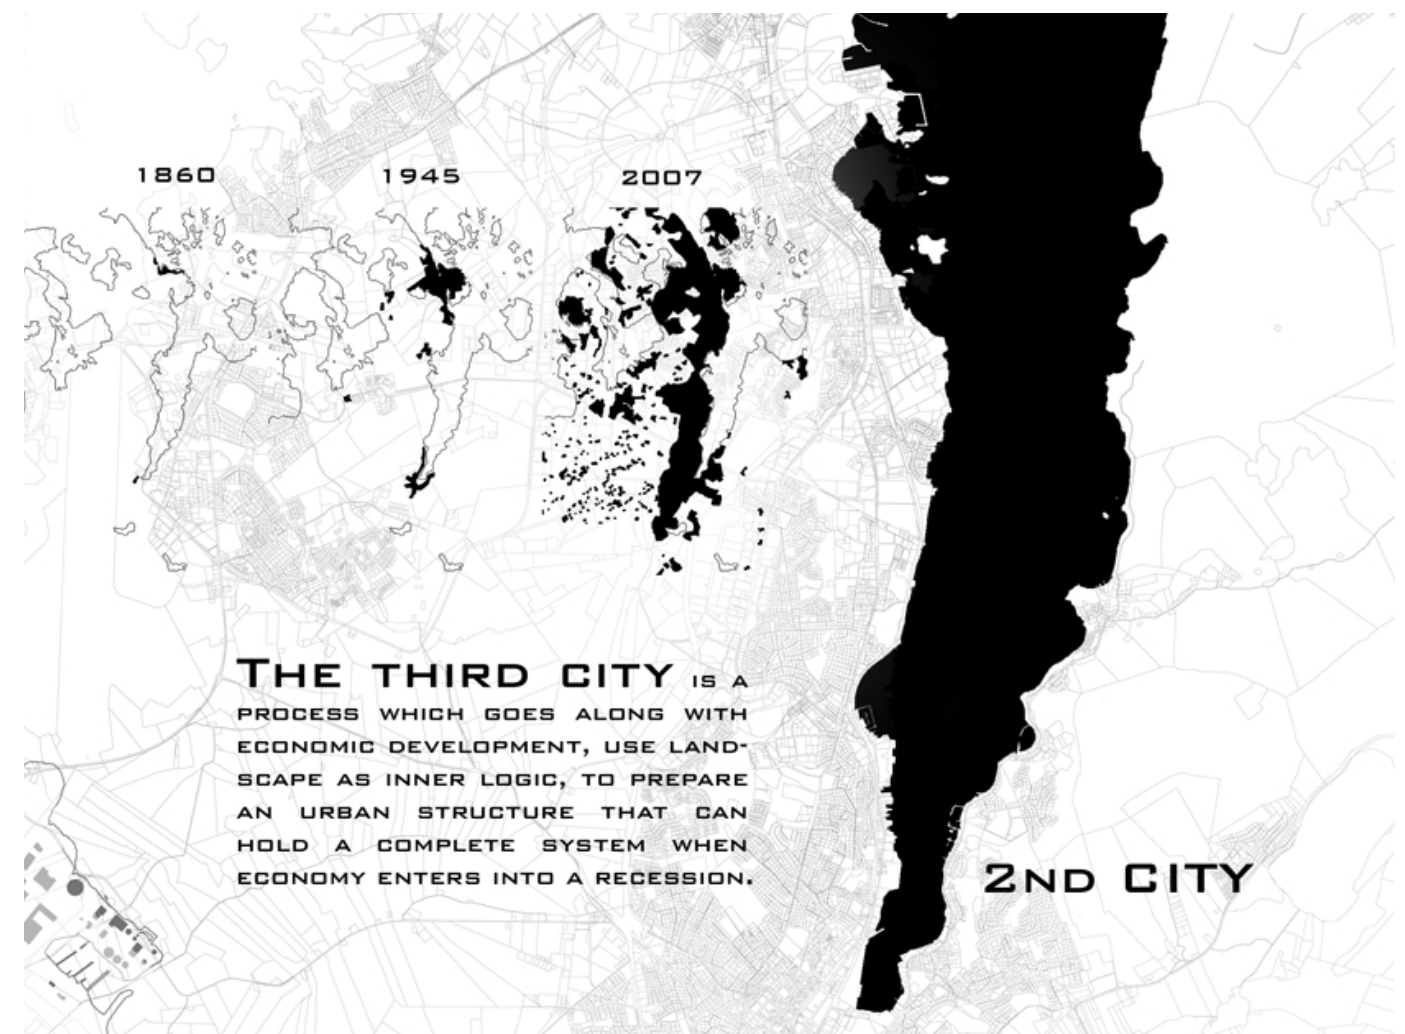 1860
1945
2007
THE THIRD CITY IS A
PROCESS WHICH GOES ALONG WITH
ECONOMIC DEVELOPMENT, USE LAND-
SCAPE AS INNER LOGIC, TO PREPARE
AN URBAN STRUCTURE THAT CAN
HOLD A COMPLETE SYSTEM WHEN
ECONOMY ENTERS INTO A RECESSION.
2ND CITY